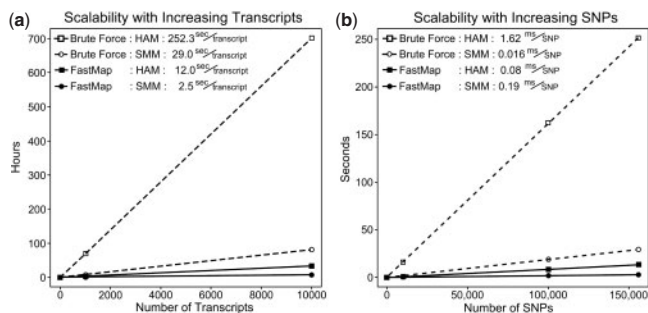 (a) Scalability with Increasing Transcripts
700
600
500
400
300
200
100
0
Hours
Brute Force : HAM : 252.3 sec/transcript
Brute Force : SMM : 29.0 sec/transcript
FastMap : HAM : 12.0 sec/transcript
FastMap : SMM : 2.5 sec/transcript
0 2000 4000 6000 8000 10000
Number of Transcripts
(b) Scalability with Increasing SNPs
250
200
150
100
50
0
Seconds
Brute Force : HAM : 1.62 ms/SNP
Brute Force : SMM : 0.016 ms/SNP
FastMap : HAM : 0.08 ms/SNP
FastMap : SMM : 0.19 ms/SNP
0 50,000 100,000 150,000
Number of SNPs